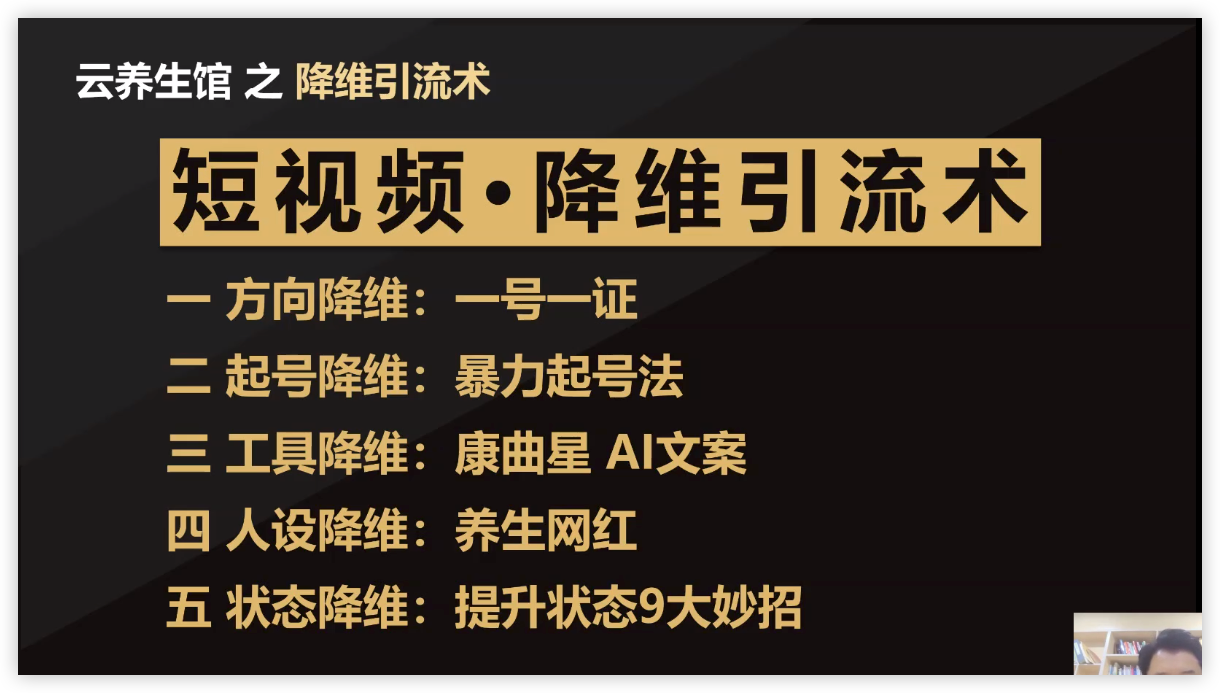 云养生馆 之 降维引流术
短视频·降维引流术
一 方向降维：一号一证
二 起号降维：暴力起号法
三 工具降维：康曲星 AI文案
四 人设降维：养生网红
五 状态降维：提升状态9大妙招